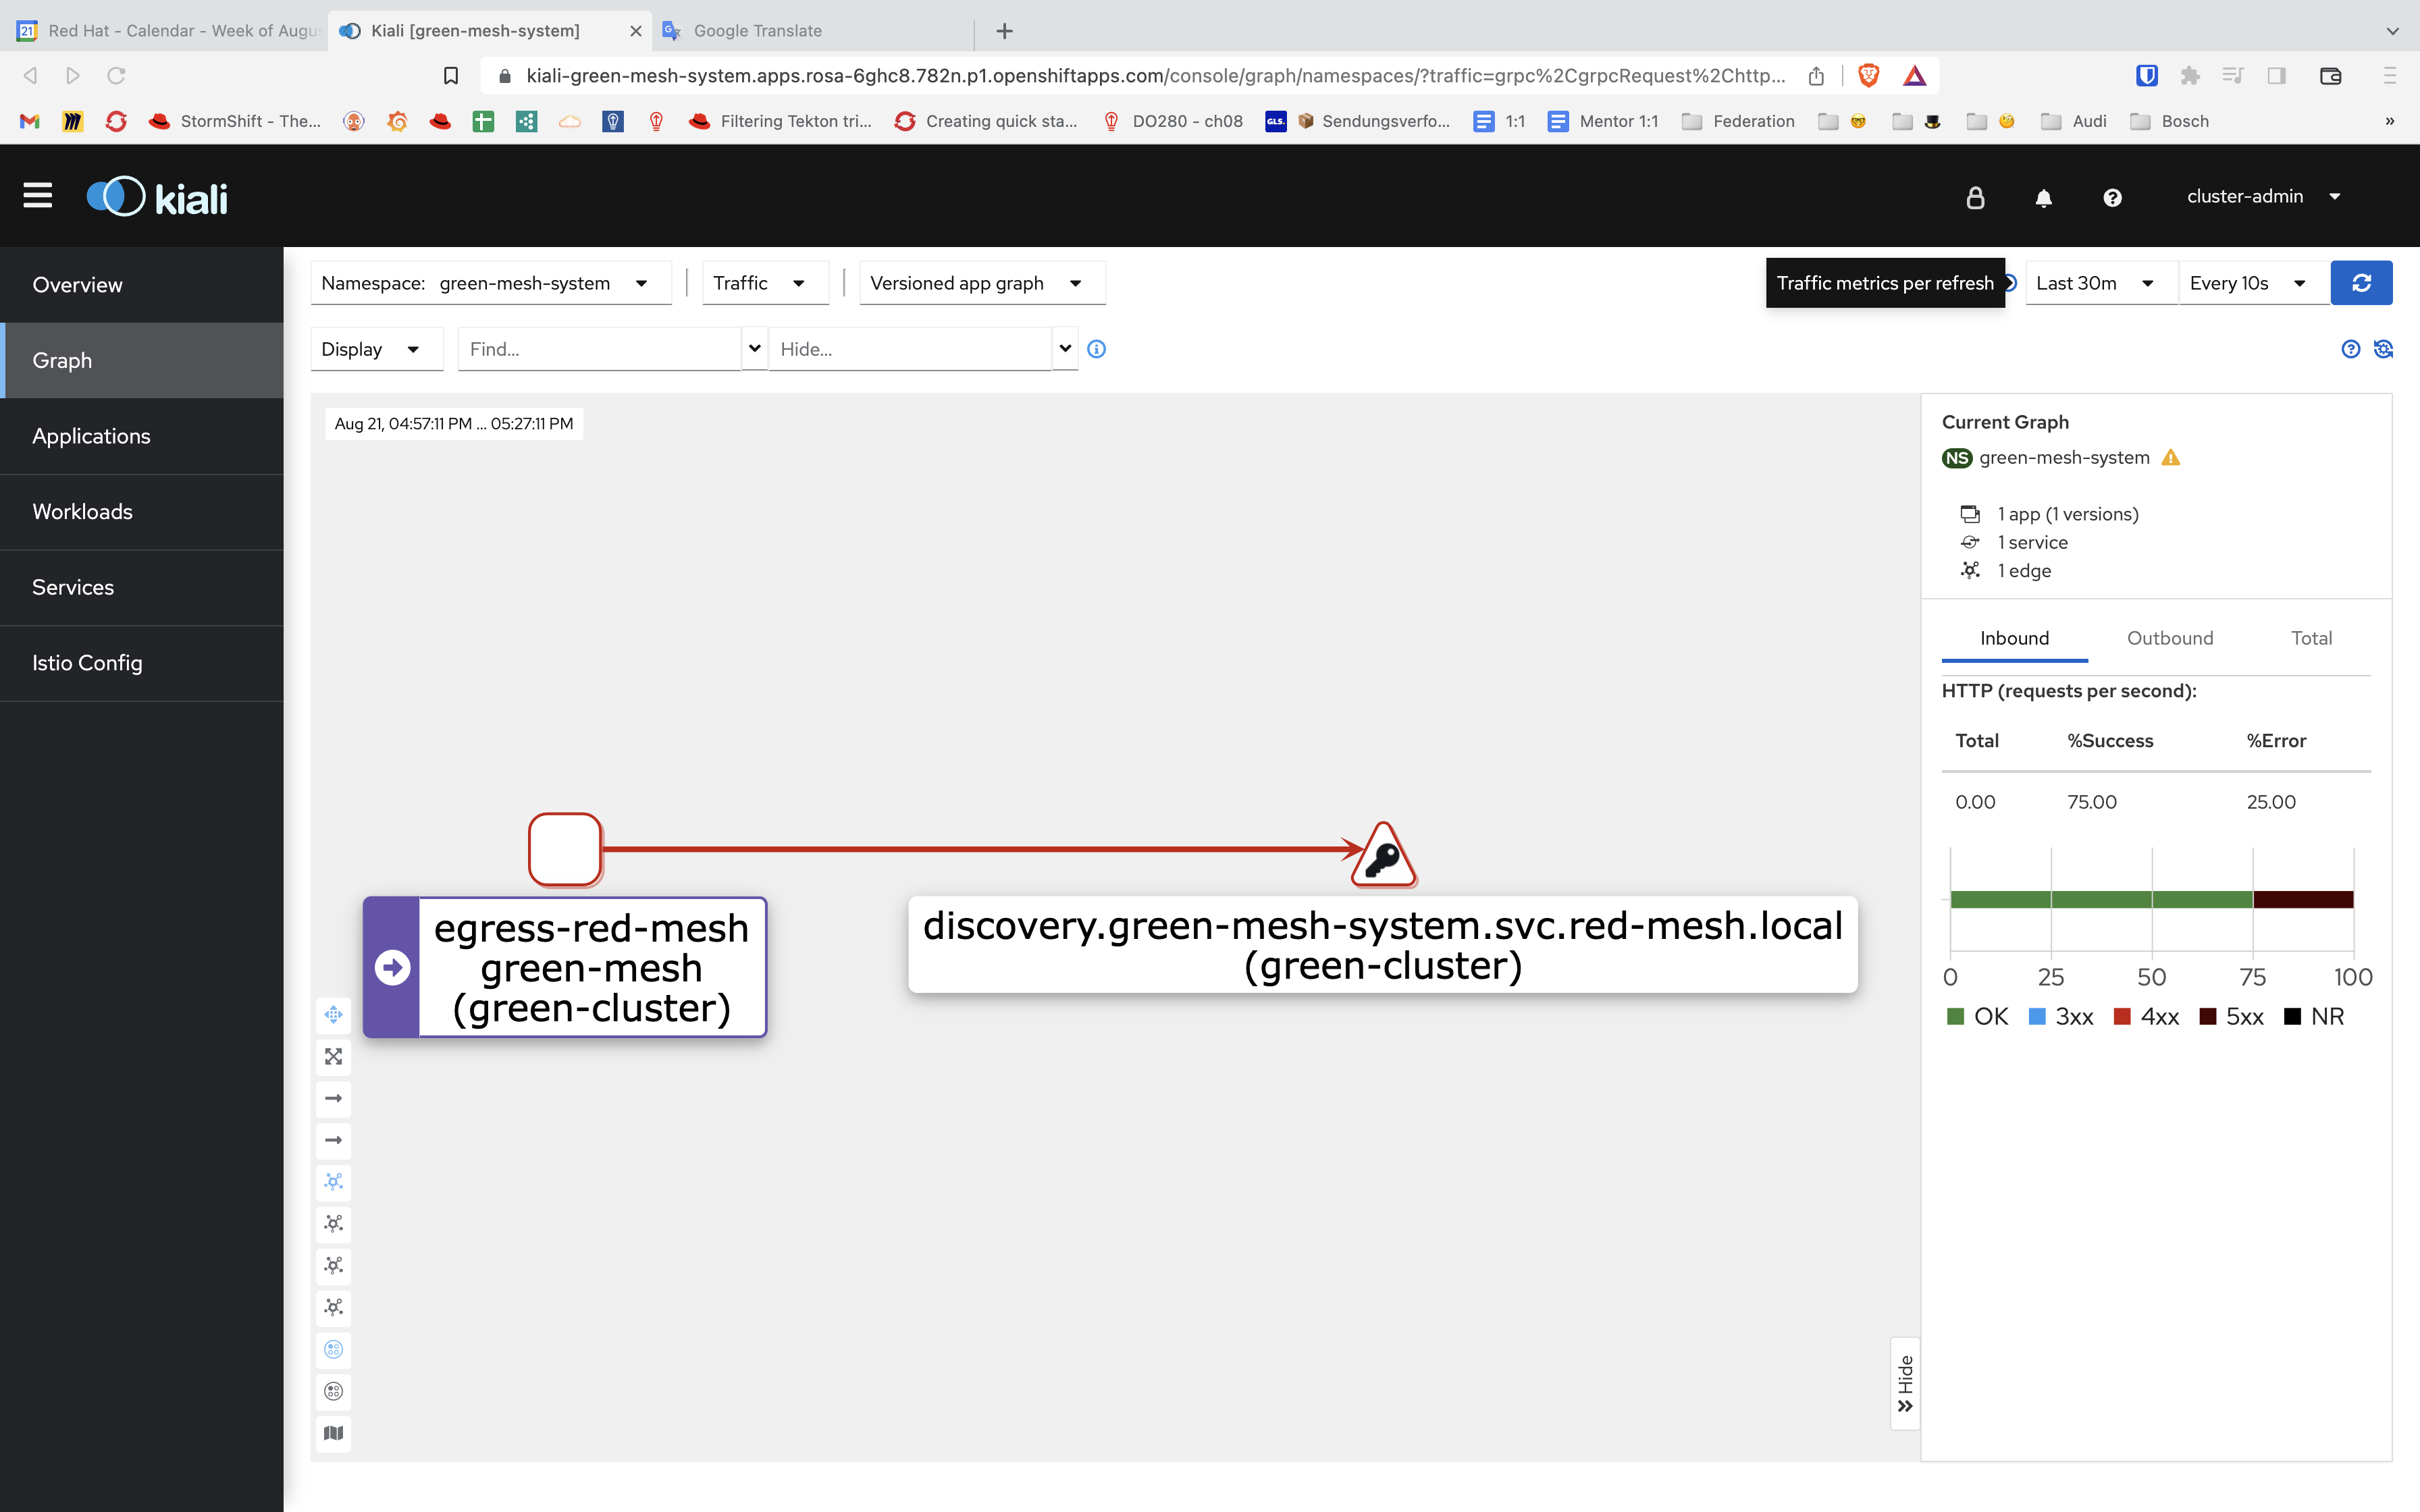 21 Red Hat - Calendar - Week of Augus
Kiali [green-mesh-system]
Google Translate
kiali-green-mesh-system.apps.rosa-6ghc8.782n.p1.openshiftapps.com/console/graph/namespaces/?traffic=grpc%2CgrpcRequest%2Chttp...
StormShift - The...
Filtering Tekton tri...
Creating quick sta...
DO280 - ch08
GLS.
Sendungsverfo...
1:1
Mentor 1:1
Federation
Audi
Bosch
»
kiali
cluster-admin
Overview
Graph
Applications
Workloads
Services
Istio Config
Namespace: green-mesh-system
Traffic
Versioned app graph
Traffic metrics per refresh
Last 30m
Every 10s
Display
Find...
Hide...
Aug 21, 04:57:11 PM ... 05:27:11 PM
egress-red-mesh
green-mesh
(green-cluster)
discovery.green-mesh-system.svc.red-mesh.local
(green-cluster)
Hide
Current Graph
NS green-mesh-system
1 app (1 versions)
1 service
1 edge
Inbound Outbound Total
HTTP (requests per second):
Total %Success %Error
0.00 75.00 25.00
0 25 50 75 100
OK 3xx 4xx 5xx NR